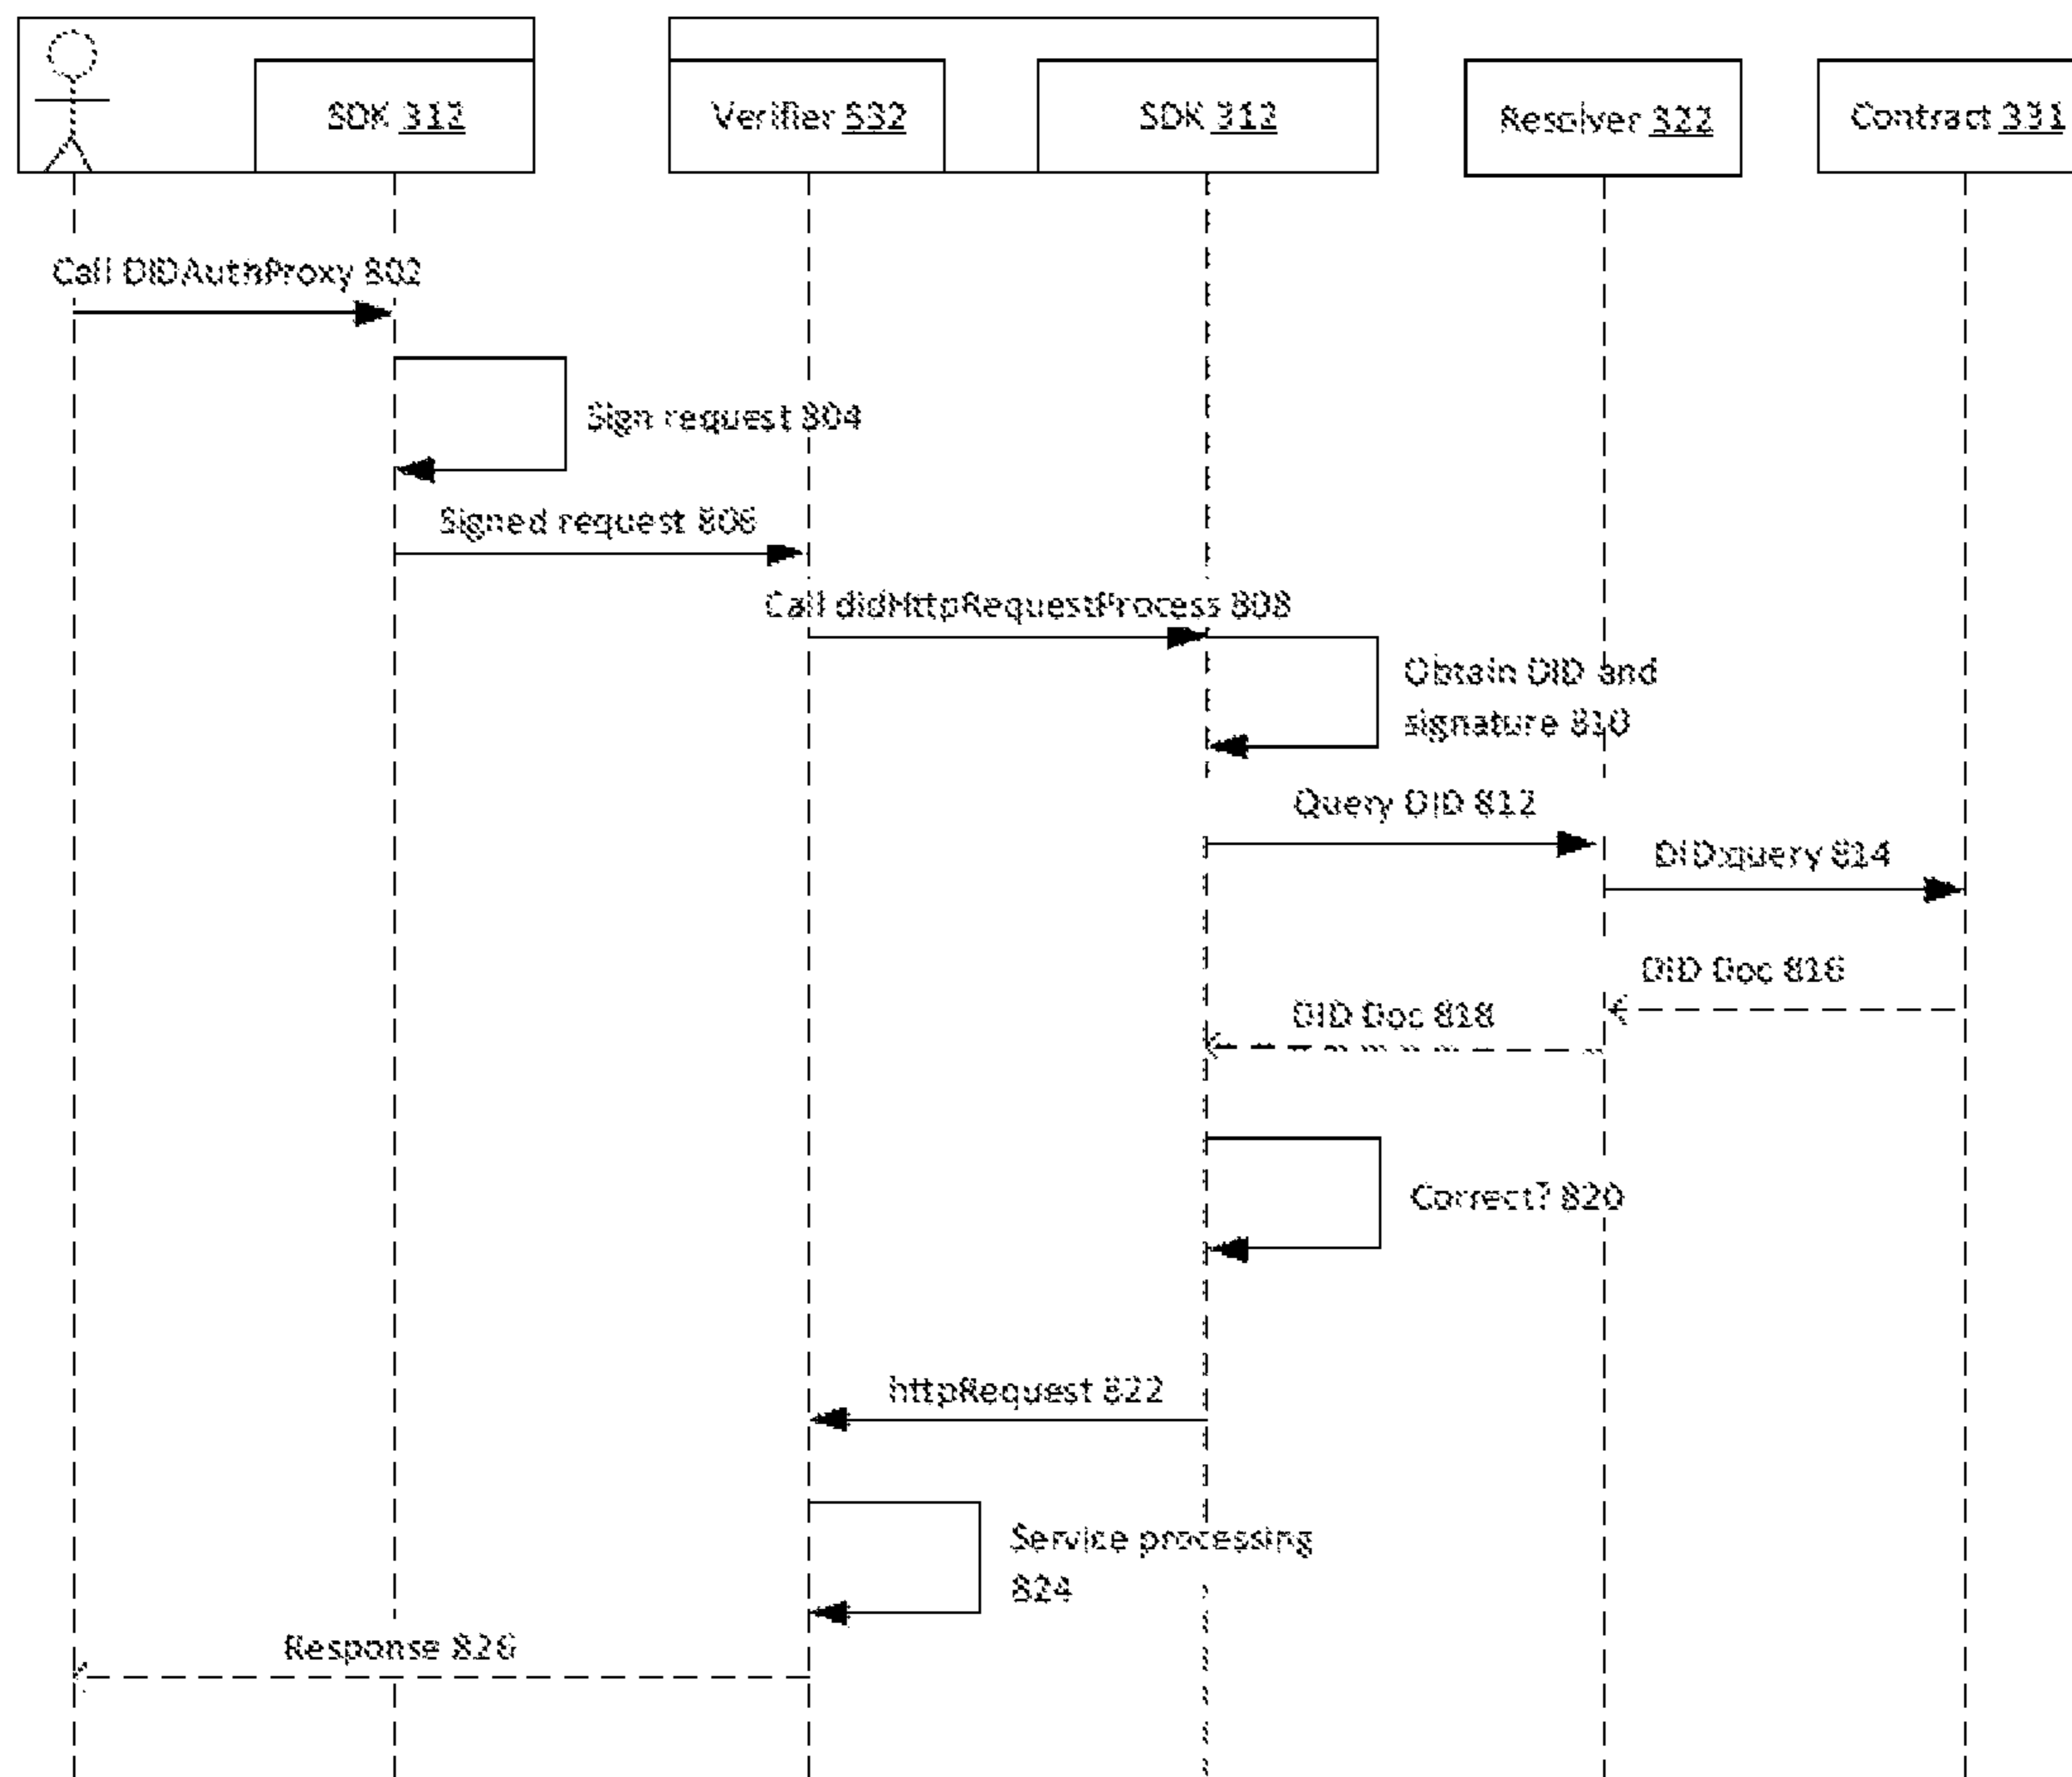 SDK 312
Verifier 532
SDK 312
Resolver 322
Contract 331
Call DIDAuthProxy 802
Sign request 804
Signed request 806
Call didHttpRequestProcess 808
Obtain DID and
signature 810
Query DID 812
DID:query 814
DID Doc 816
DID Doc 818
Correct? 820
httpRequest 822
Service processing
824
Response 826